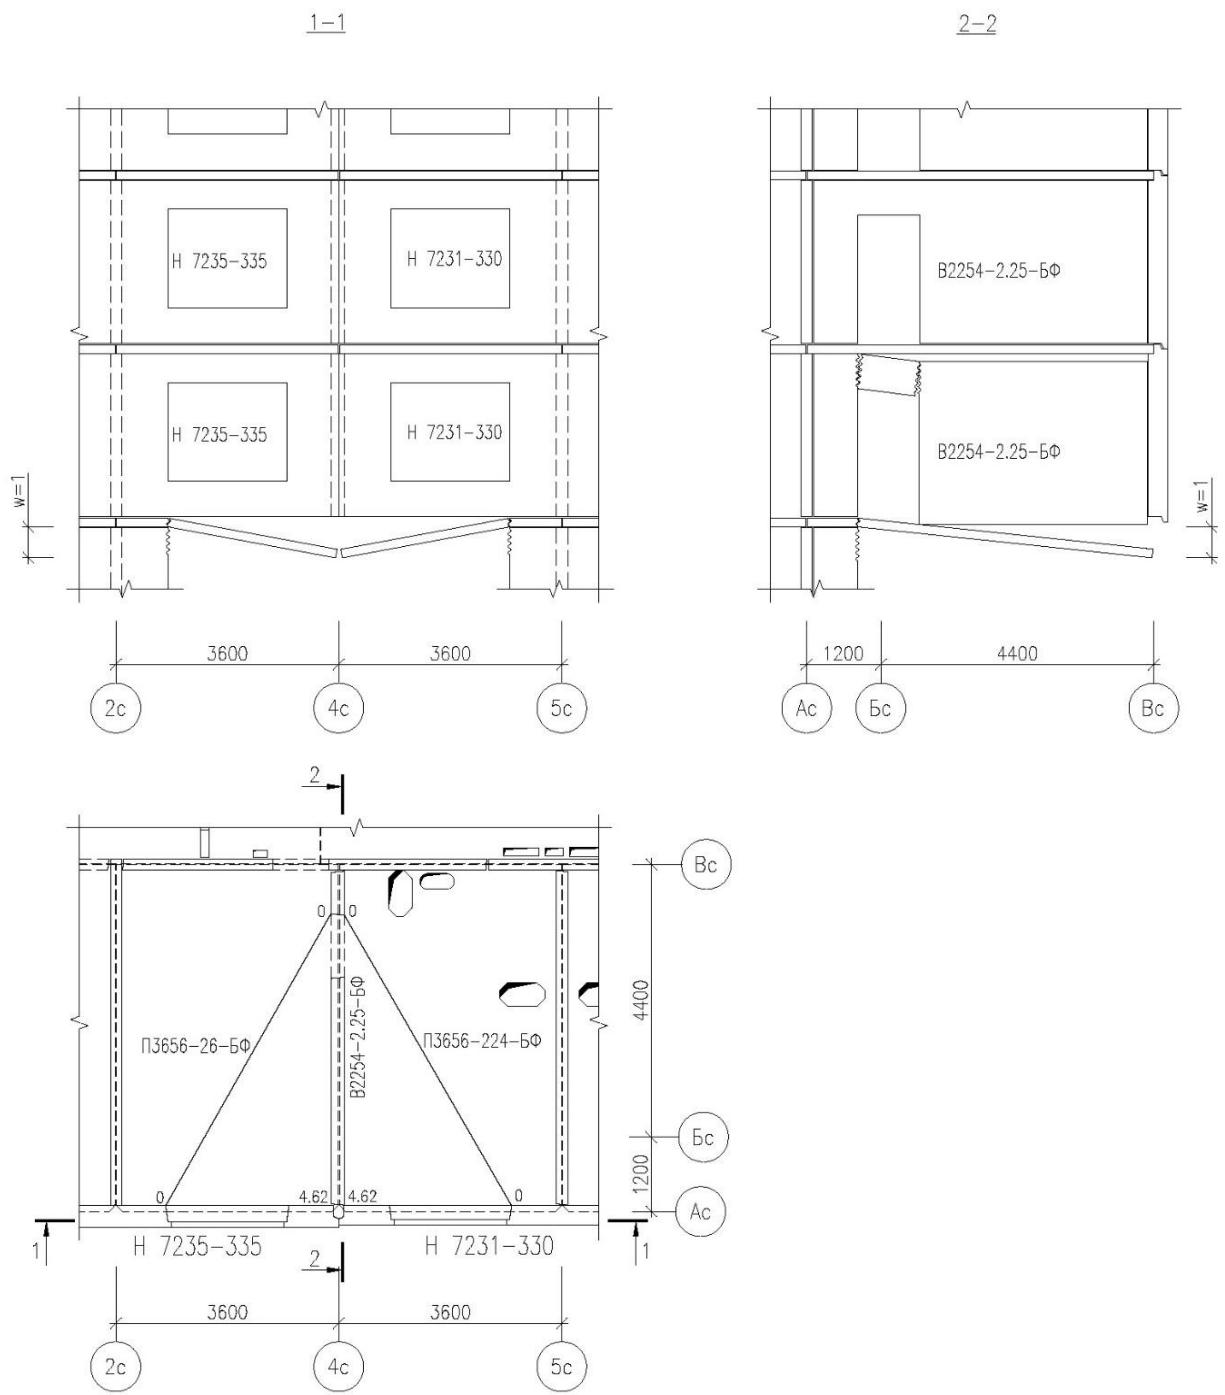 1-1
2-2
Н 7235-335
Н 7231-330
В2254-2.25-БФ
Н 7235-335
Н 7231-330
В2254-2.25-БФ
w=1
w=1
3600
3600
1200
4400
2с
4с
5с
Ас
Бс
Вс
2
Вс
0
0
4400
В2254-2.25-БФ
П3656-26-БФ
П3656-224-БФ
Бс
1200
0
4.62
4.62
0
Ас
1
Н 7235-335
2
Н 7231-330
1
3600
3600
2с
4с
5с